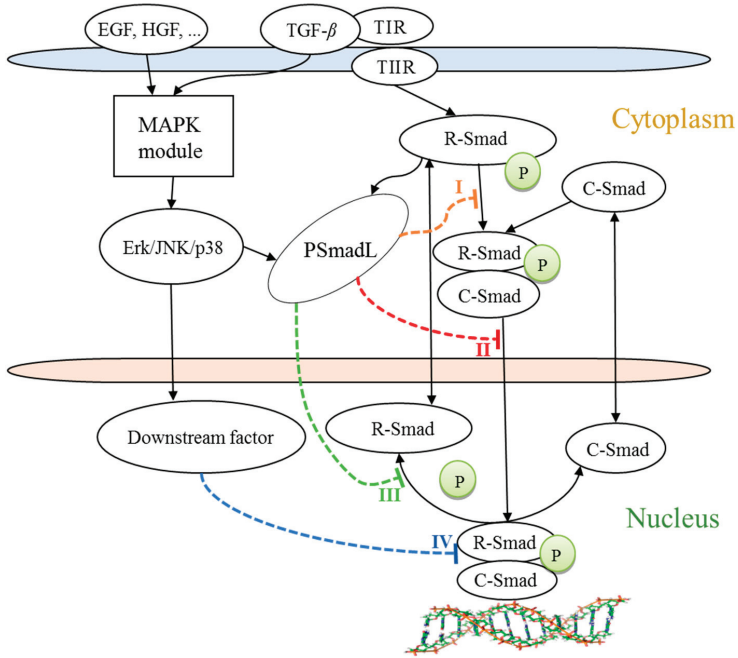 EGF, HGF, ...
TGF-β
TIR
TIIR
MAPK
module
Cytoplasm
R-Smad
P
I
C-Smad
Erk/JNK/p38
PSmadL
R-Smad
P
C-Smad
II
Downstream factor
R-Smad
C-Smad
P
III
Nucleus
IV
R-Smad
P
C-Smad